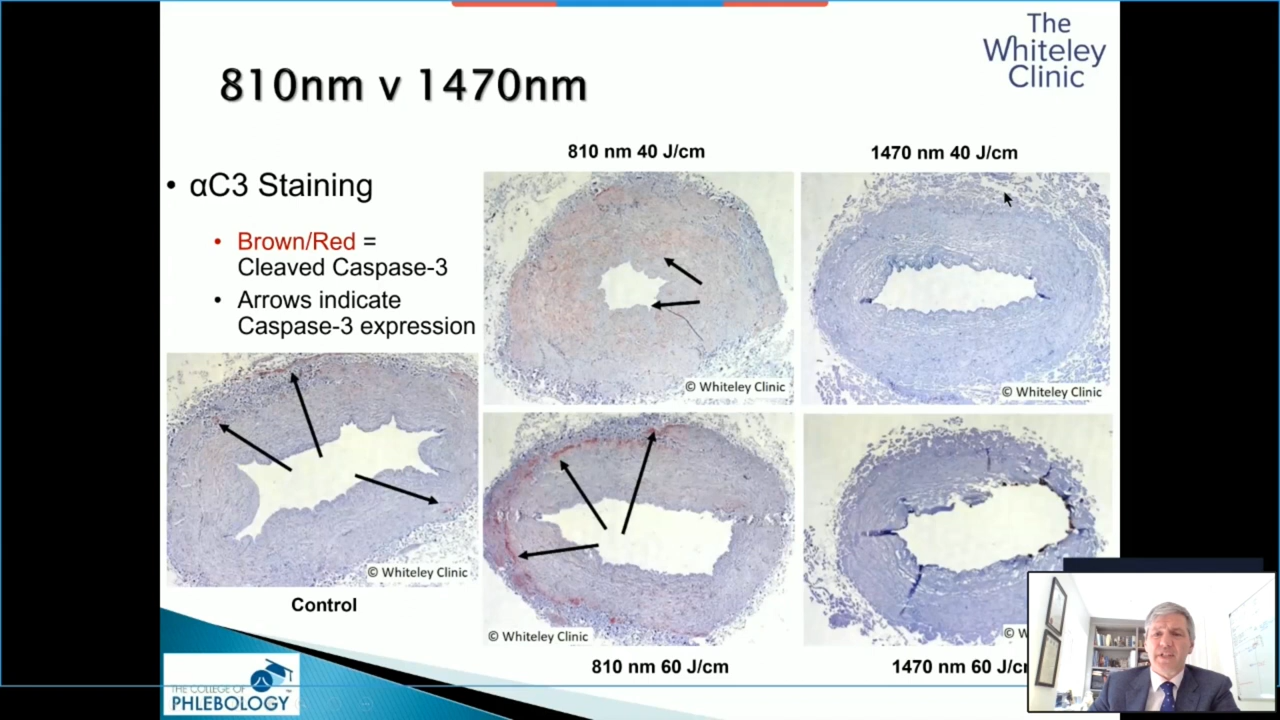 The
Whiteley
Clinic
810nm v 1470nm
• αC3 Staining
• Brown/Red =
Cleaved Caspase-3
• Arrows indicate
Caspase-3 expression
810 nm 40 J/cm
1470 nm 40 J/cm
© Whiteley Clinic
© Whiteley Clinic
© Whiteley Clinic
Control
© Whiteley Clinic
© W
810 nm 60 J/cm
1470 nm 60 J/cm
THE COLLEGE OF
PHLEBOLOGY